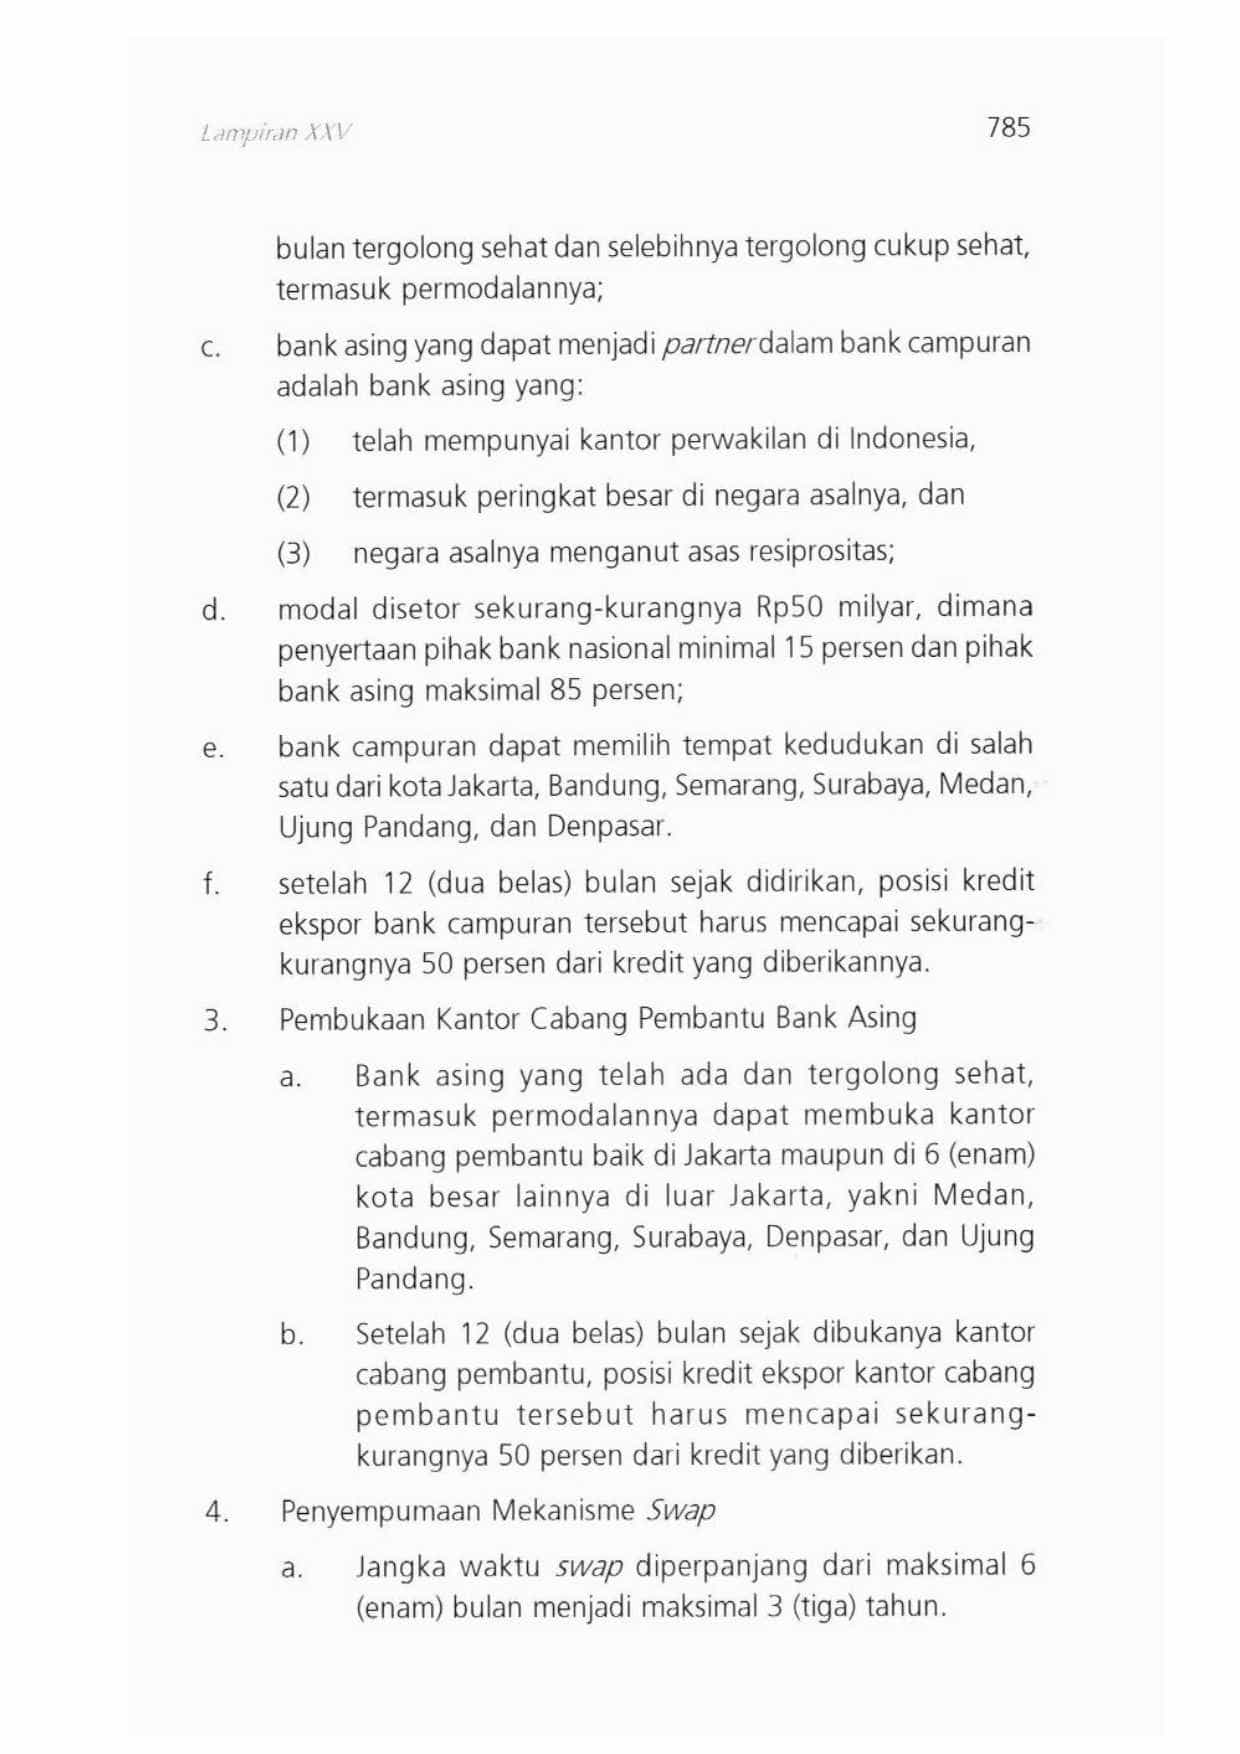 Lampiran XXV 785
bulan tergolong sehat dan selebihnya tergolong cukup sehat,
termasuk permodalannya;
c. bank asing yang dapat menjadi partner dalam bank campuran
adalah bank asing yang:
(1) telah mempunyai kantor perwakilan di Indonesia,
(2) termasuk peringkat besar di negara asalnya, dan
(3) negara asalnya menganut asas resiprositas;
d. modal disetor sekurang-kurangnya Rp50 milyar, dimana
penyertaan pihak bank nasional minimal 15 persen dan pihak
bank asing maksimal 85 persen;
e. bank campuran dapat memilih tempat kedudukan di salah
satu dari kota Jakarta, Bandung, Semarang, Surabaya, Medan,
Ujung Pandang, dan Denpasar.
f. setelah 12 (dua belas) bulan sejak didirikan, posisi kredit
ekspor bank campuran tersebut harus mencapai sekurang-
kurangnya 50 persen dari kredit yang diberikannya.
3. Pembukaan Kantor Cabang Pembantu Bank Asing
a. Bank asing yang telah ada dan tergolong sehat,
termasuk permodalannya dapat membuka kantor
cabang pembantu baik di Jakarta maupun di 6 (enam)
kota besar lainnya di luar Jakarta, yakni Medan,
Bandung, Semarang, Surabaya, Denpasar, dan Ujung
Pandang.
b. Setelah 12 (dua belas) bulan sejak dibukanya kantor
cabang pembantu, posisi kredit ekspor kantor cabang
pembantu tersebut harus mencapai sekurang-
kurangnya 50 persen dari kredit yang diberikan.
4. Penyempumaan Mekanisme Swap
a. Jangka waktu swap diperpanjang dari maksimal 6
(enam) bulan menjadi maksimal 3 (tiga) tahun.